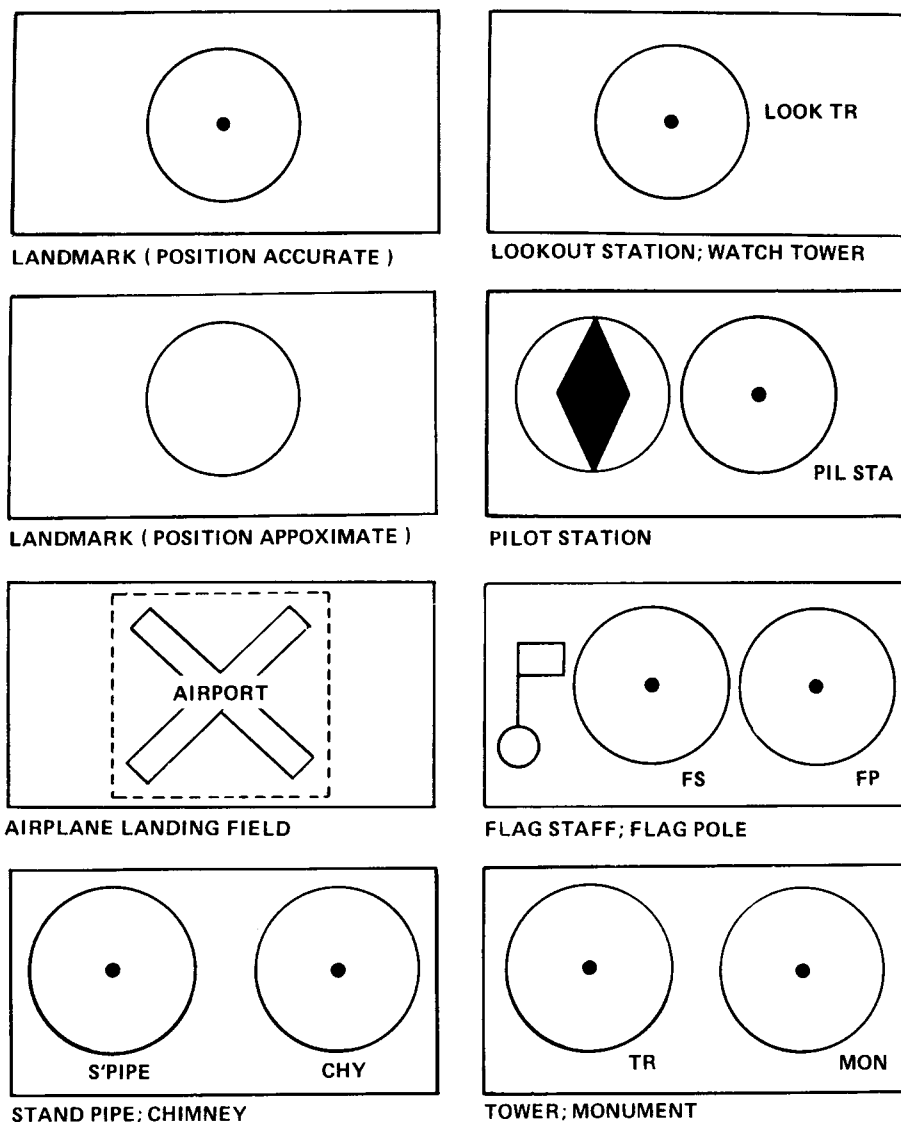 LANDMARK ( POSITION ACCURATE )
LOOK TR
LOOKOUT STATION; WATCH TOWER
LANDMARK ( POSITION APPOXIMATE )
PIL STA
PILOT STATION
AIRPORT
AIRPLANE LANDING FIELD
FS
FP
FLAG STAFF; FLAG POLE
S'PIPE
CHY
STAND PIPE; CHIMNEY
TR
MON
TOWER; MONUMENT